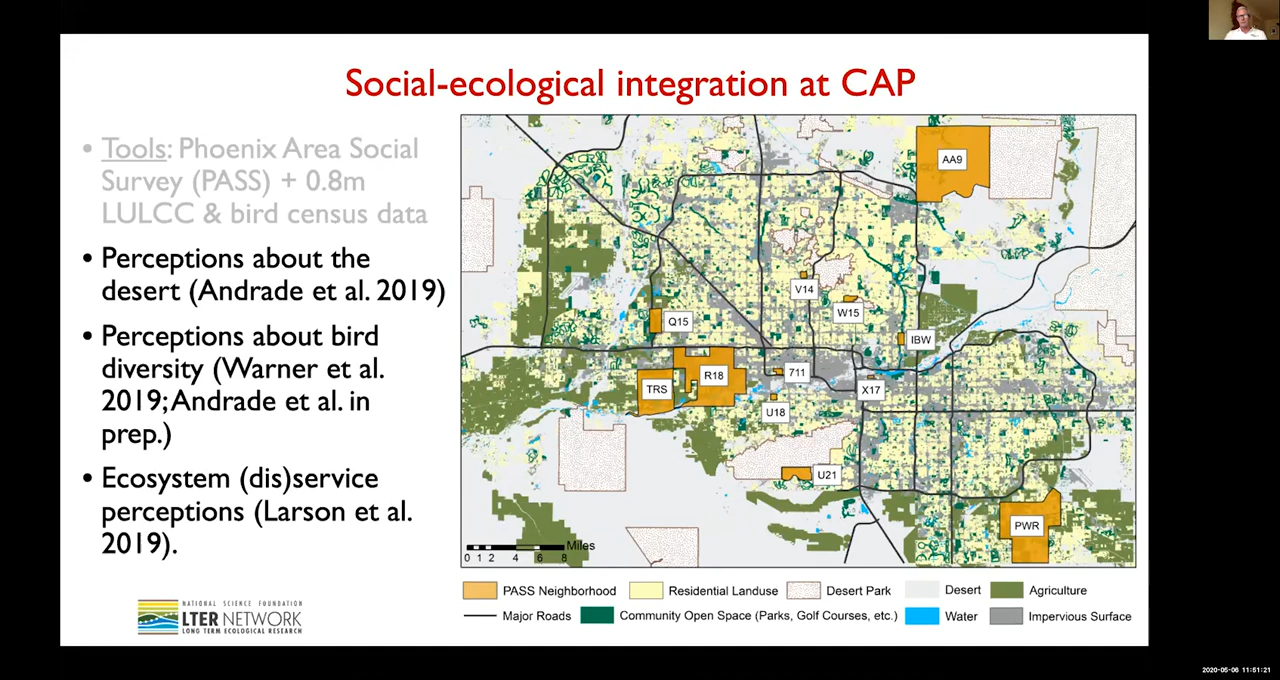 Social-ecological integration at CAP
• Tools: Phoenix Area Social
Survey (PASS) + 0.8m
LULCC & bird census data
• Perceptions about the
desert (Andrade et al. 2019)
• Perceptions about bird
diversity (Warner et al.
2019; Andrade et al. in
prep.)
• Ecosystem (dis)service
perceptions (Larson et al.
2019).
AA9
V14
W15
Q15
IBW
R18
711
TRS
X17
U18
U21
PWR
Miles
0 1 2 4 6 8
PASS Neighborhood
Residential Landuse
Desert Park
Desert
Agriculture
Major Roads
Community Open Space (Parks, Golf Courses, etc.)
Water
Impervious Surface
NATIONAL SCIENCE FOUNDATION
LTER NETWORK
LONG TERM ECOLOGICAL RESEARCH
2020-05-06 11:51:21